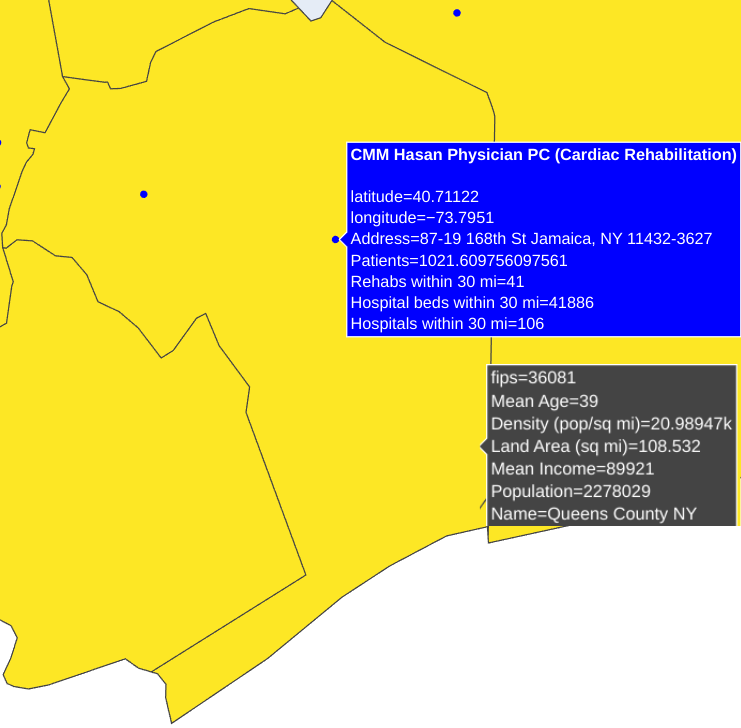 CMM Hasan Physician PC (Cardiac Rehabilitation)
latitude=40.71122
longitude=−73.7951
Address=87-19 168th St Jamaica, NY 11432-3627
Patients=1021.609756097561
Rehabs within 30 mi=41
Hospital beds within 30 mi=41886
Hospitals within 30 mi=106
fips=36081
Mean Age=39
Density (pop/sq mi)=20.98947k
Land Area (sq mi)=108.532
Mean Income=89921
Population=2278029
Name=Queens County NY